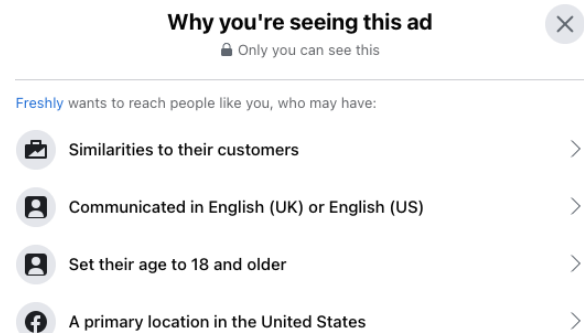 Why you're seeing this ad
Only you can see this
Freshly wants to reach people like you, who may have:
Similarities to their customers
Communicated in English (UK) or English (US)
Set their age to 18 and older
A primary location in the United States